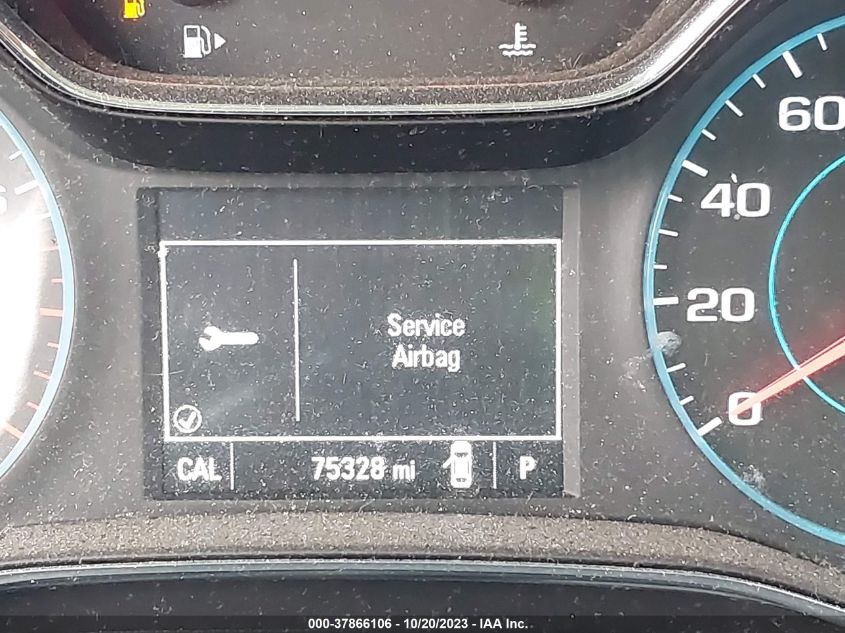 60
40
20
0
Service
Airbag
CAL
75328 mi
P
000-37866106 - 10/20/2023 - IAA Inc.